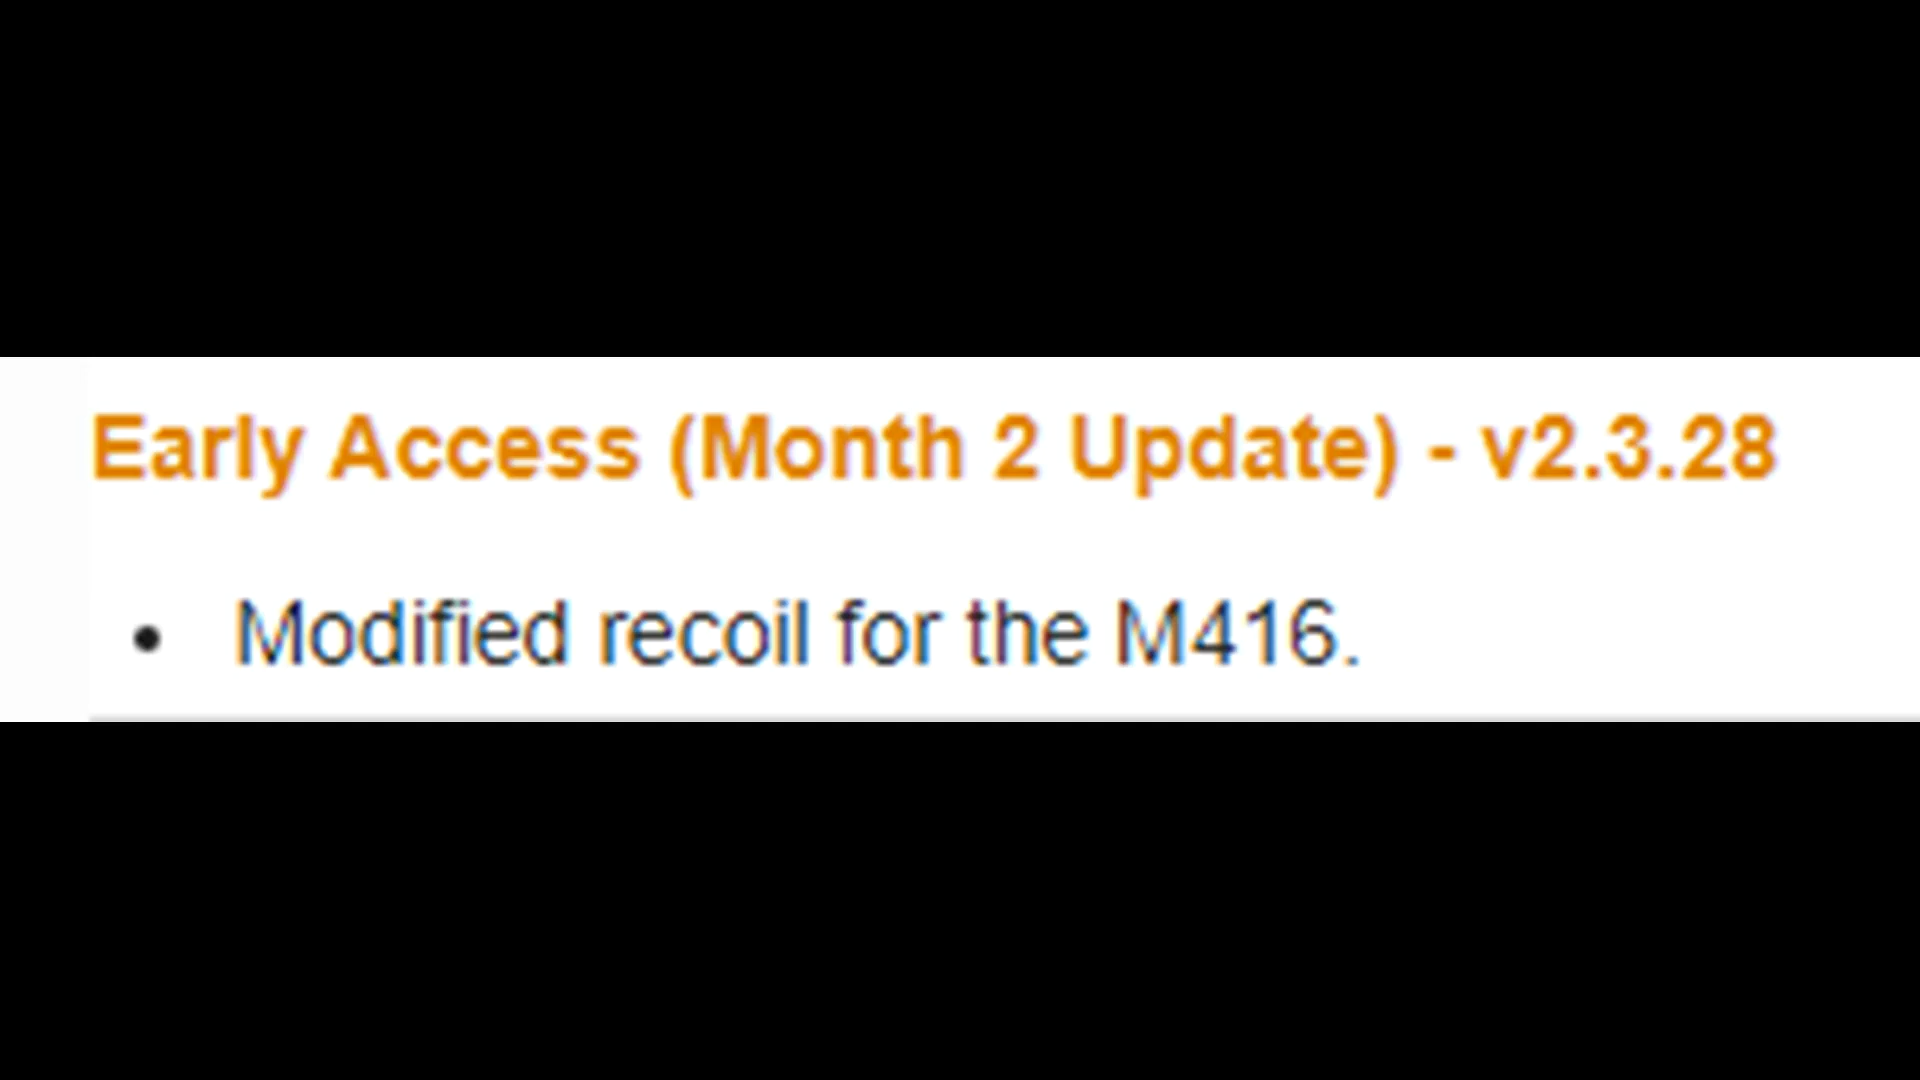 Early Access (Month 2 Update) - v2.3.28
• Modified recoil for the M416.